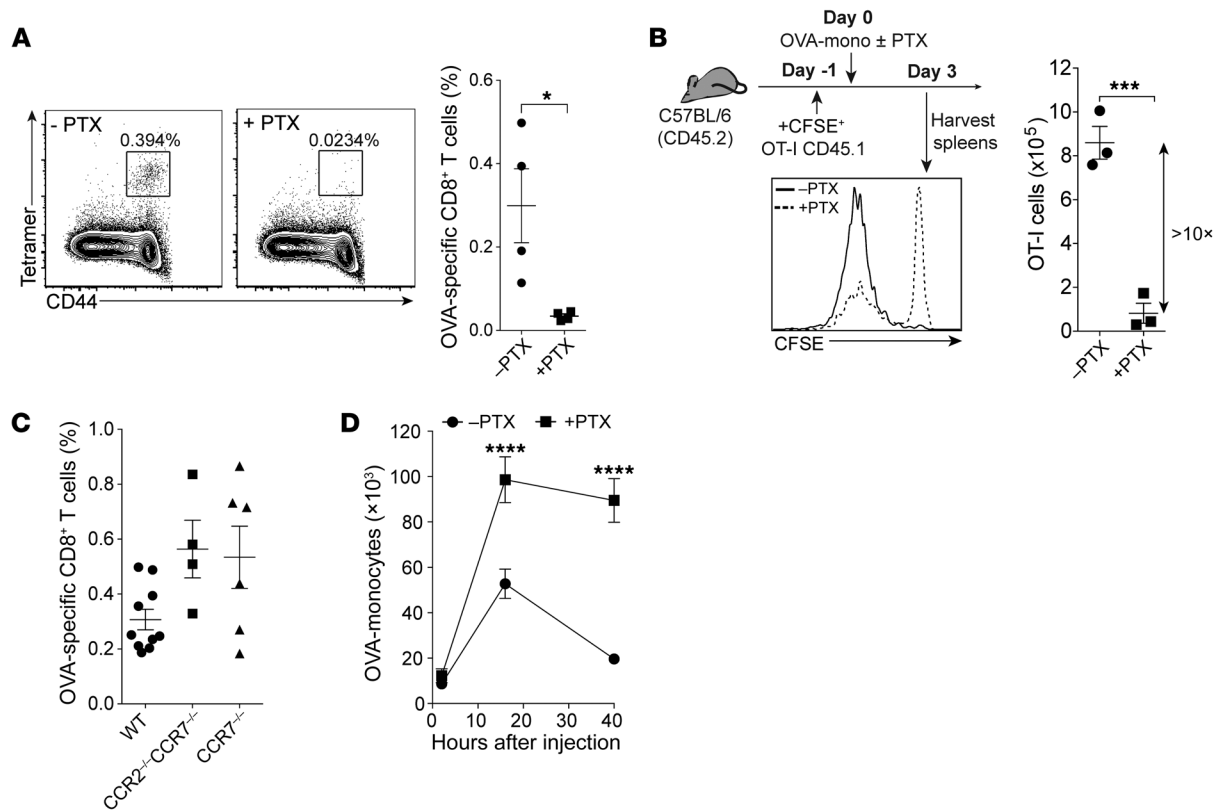 A
- PTX
0.394%
+ PTX
0.0234%
Tetramer
CD44
OVA-specific CD8⁺ T cells (%)
0.6
0.4
0.2
0.0
*
–PTX
+PTX
B
Day 0
OVA-mono ± PTX
Day -1
Day 3
C57BL/6
(CD45.2)
+CFSE⁺
OT-I CD45.1
Harvest
spleens
–PTX
+PTX
CFSE
OT-I cells (x10⁵)
12
10
8
6
4
2
0
***
>10×
–PTX
+PTX
C
OVA-specific CD8⁺ T cells (%)
1.0
0.8
0.6
0.4
0.2
0.0
WT
CCR2⁻/⁻CCR7⁻/⁻
CCR7⁻/⁻
D
–PTX
+PTX
OVA-monocytes (×10³)
120
100
80
60
40
20
0
****
****
0
10
20
30
40
Hours after injection